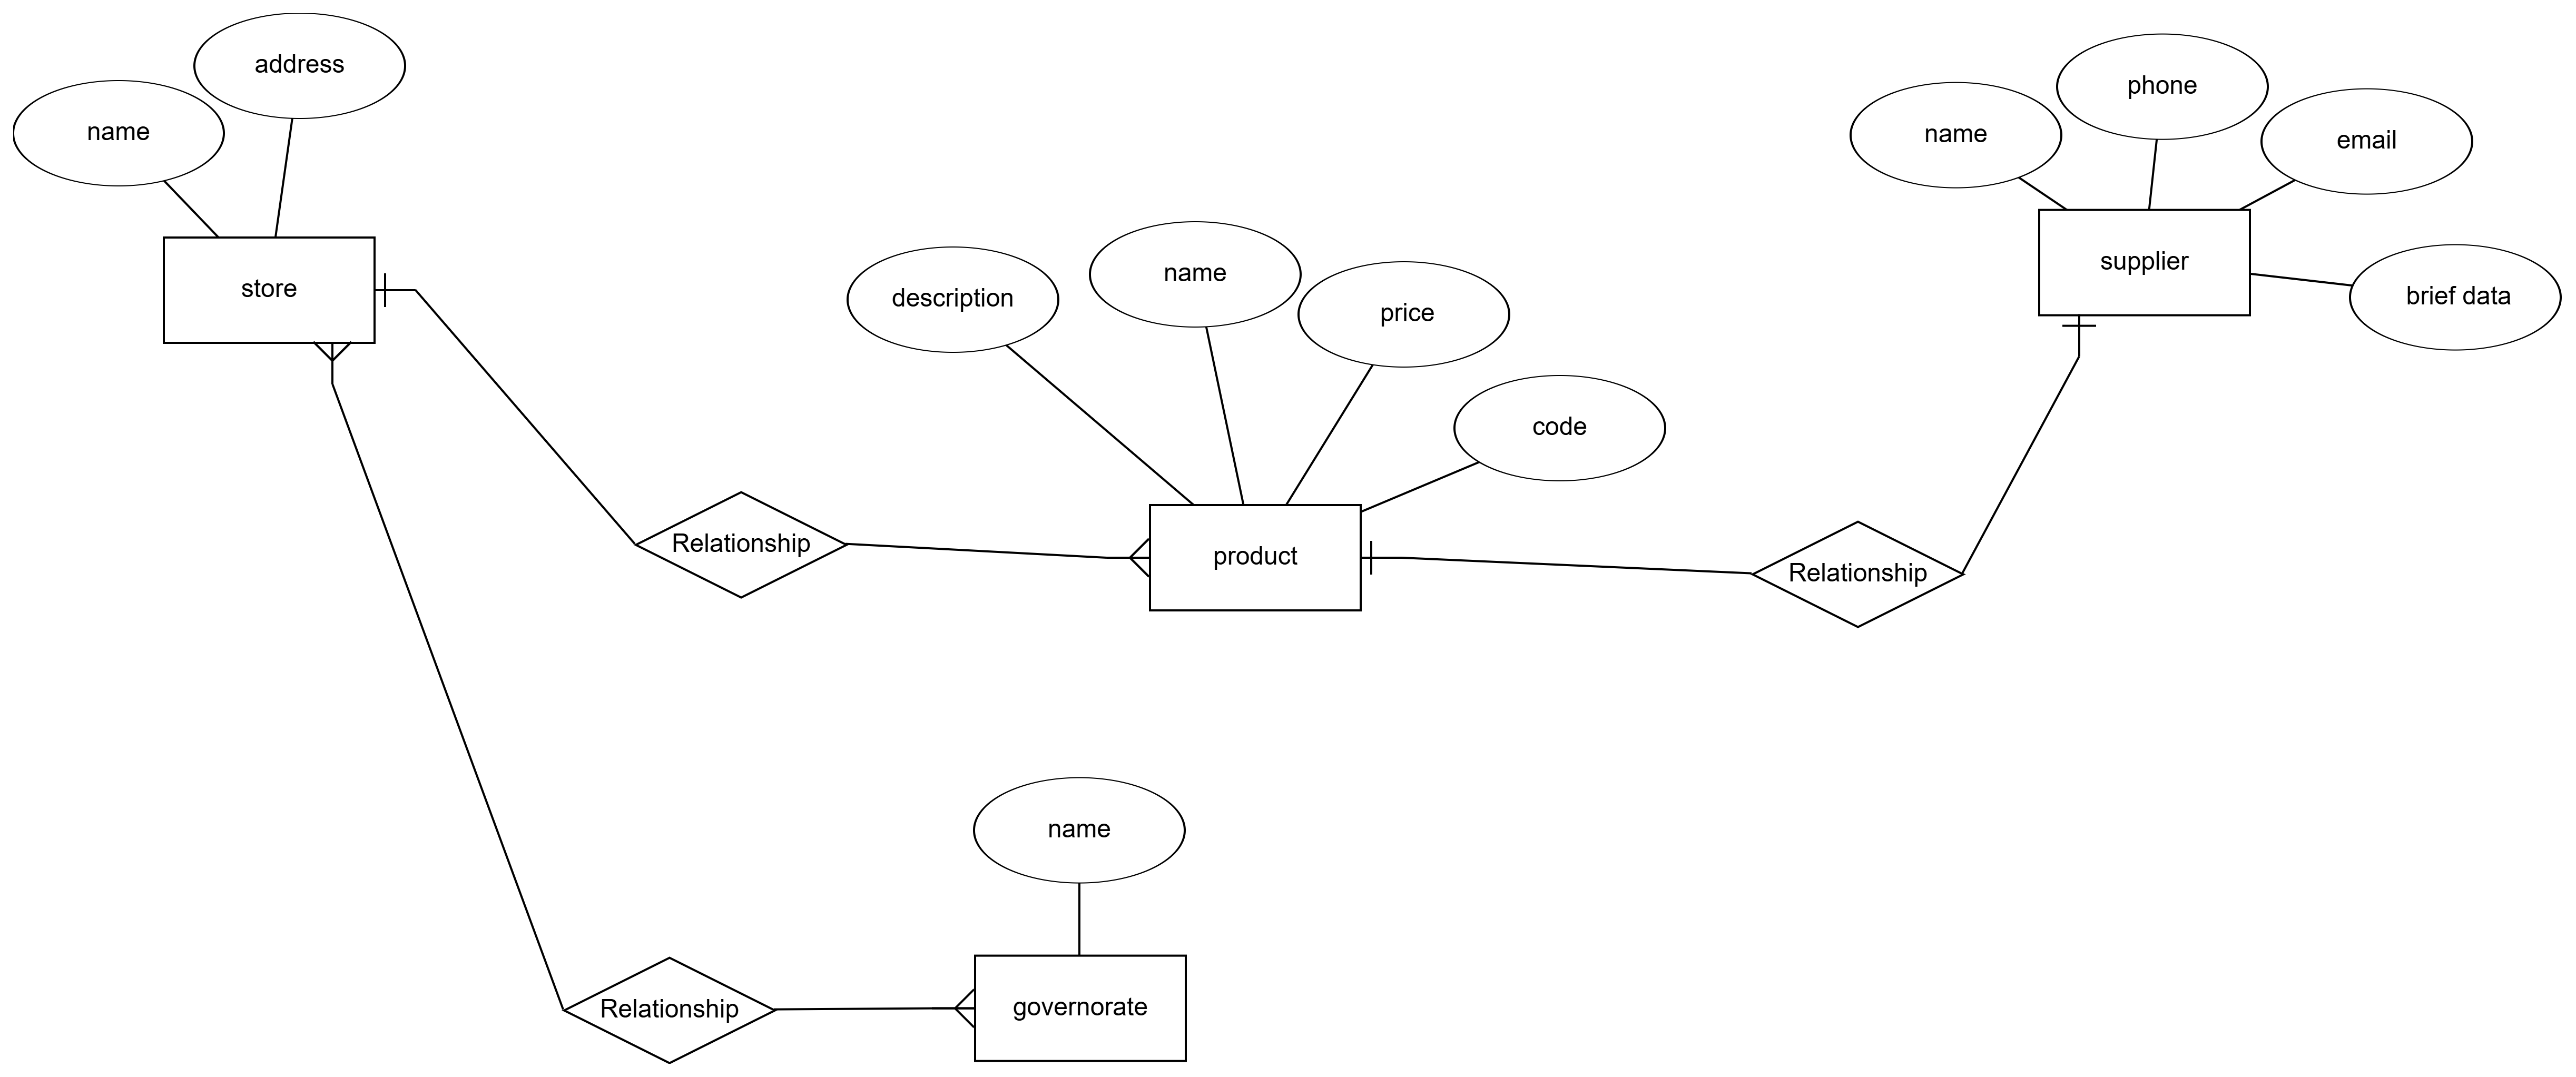 address
name
store
description
name
price
code
product
name
phone
email
brief data
supplier
Relationship
Relationship
name
Relationship
governorate